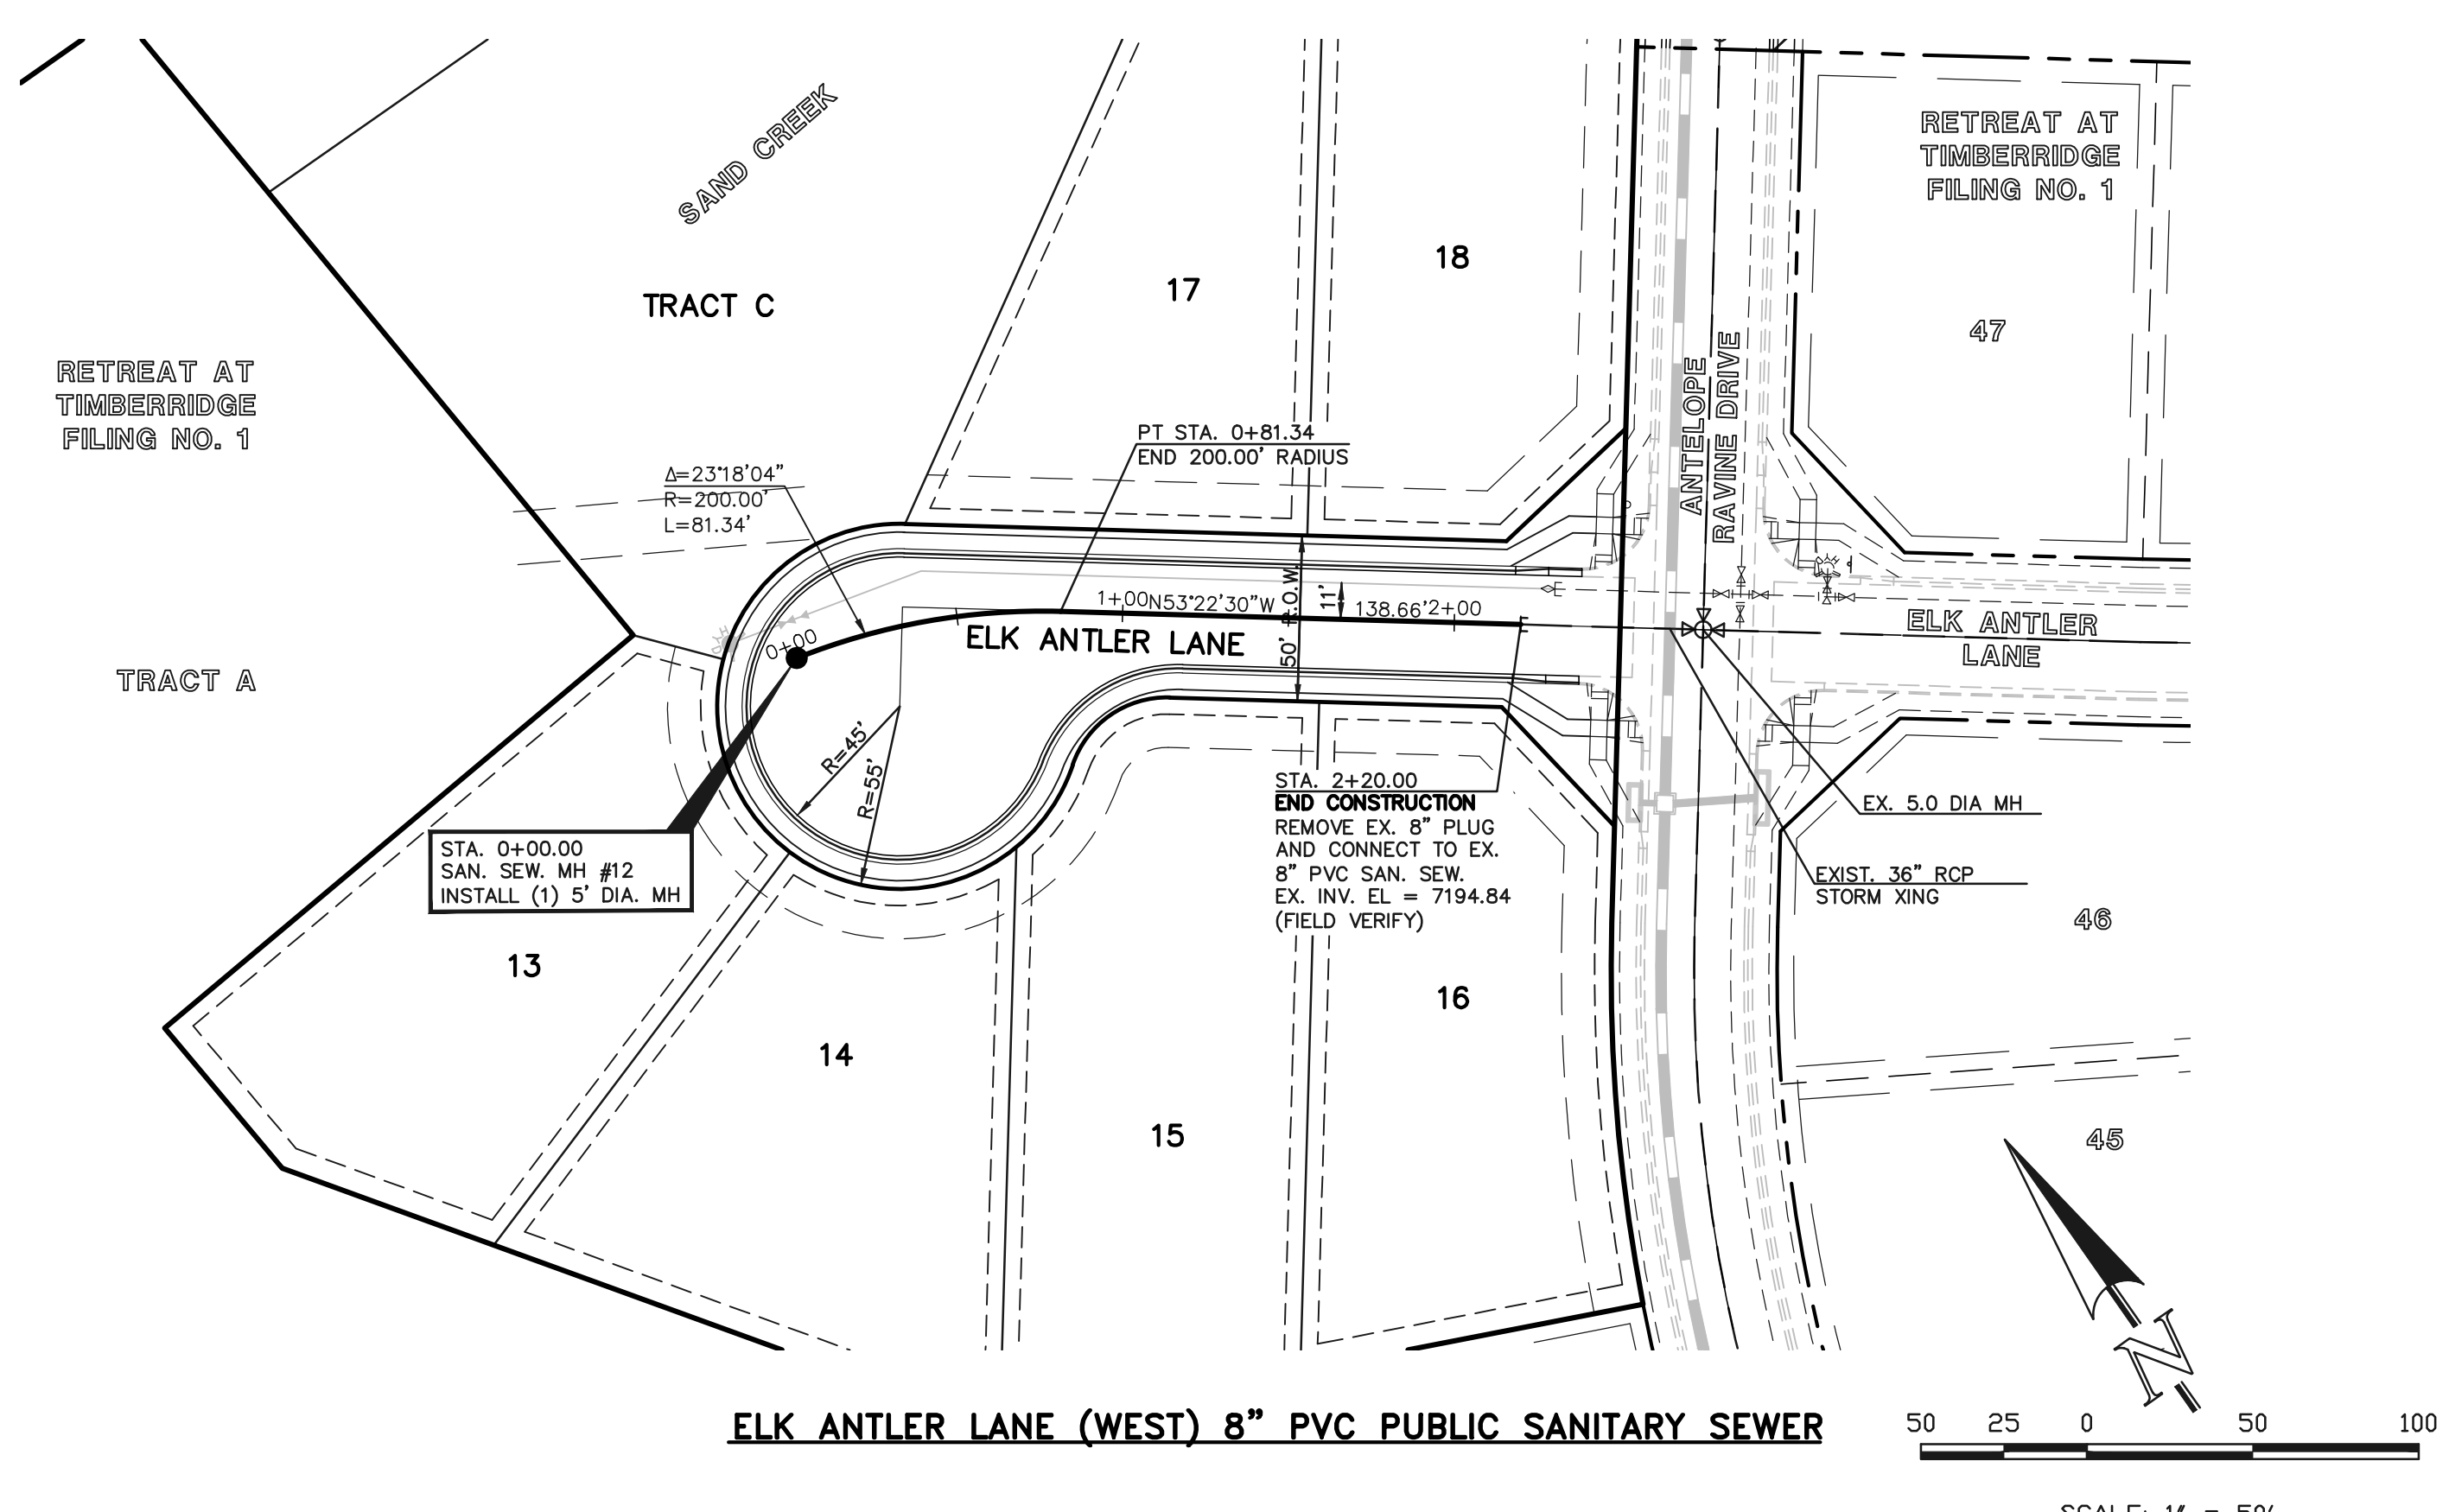 SAND CREEK
RETREAT AT
TIMBERRIDGE
FILING NO. 1
TRACT C
17
18
47
ANTELOPE
RAVINE DRIVE
RETREAT AT
TIMBERRIDGE
FILING NO. 1
TRACT A
PT STA. 0+81.34
END 200.00' RADIUS
Δ=23°18'04"
R=200.00'
L=81.34'
0+00
1+00
N53°22'30"W
138.66'
2+00
11'
50' R.O.W.
ELK ANTLER LANE
ELK ANTLER
LANE
R=45'
R=55'
STA. 0+00.00
SAN. SEW. MH #12
INSTALL (1) 5' DIA. MH
STA. 2+20.00
END CONSTRUCTION
REMOVE EX. 8" PLUG
AND CONNECT TO EX.
8" PVC SAN. SEW.
EX. INV. EL = 7194.84
(FIELD VERIFY)
EX. 5.0 DIA MH
EXIST. 36" RCP
STORM XING
46
13
14
15
16
45
N
ELK ANTLER LANE (WEST) 8" PVC PUBLIC SANITARY SEWER
50 25 0 50 100